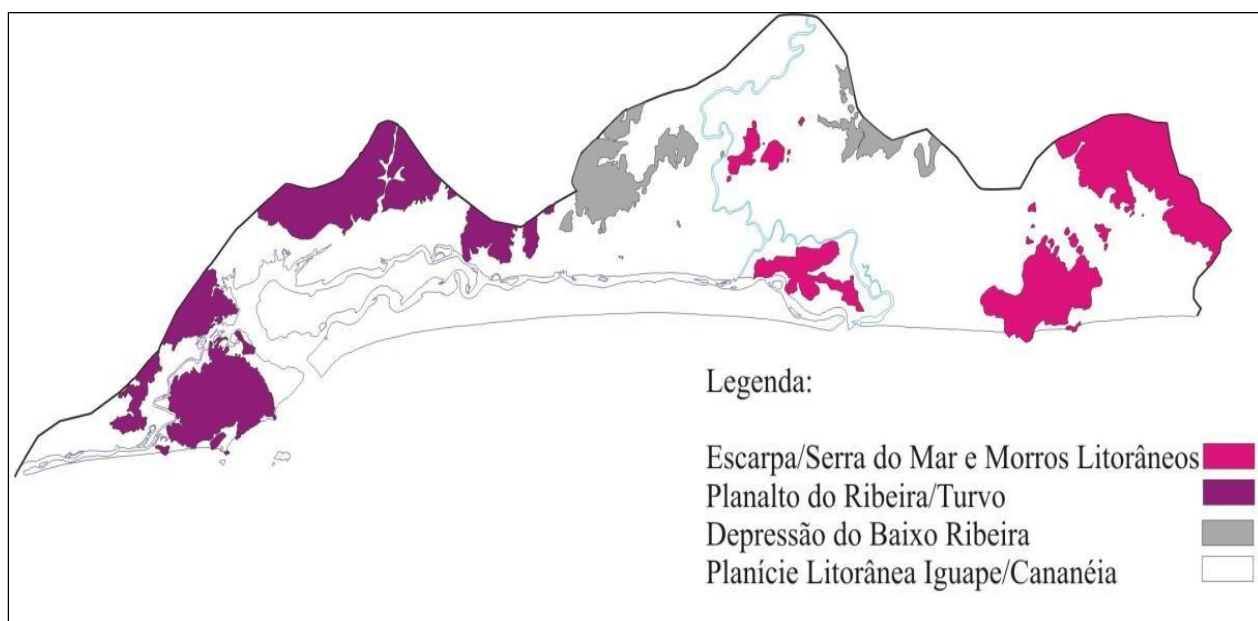 Legenda:
Escarpa/Serra do Mar e Morros Litorâneos
Planalto do Ribeira/Turvo
Depressão do Baixo Ribeira
Planície Litorânea Iguape/Cananéia